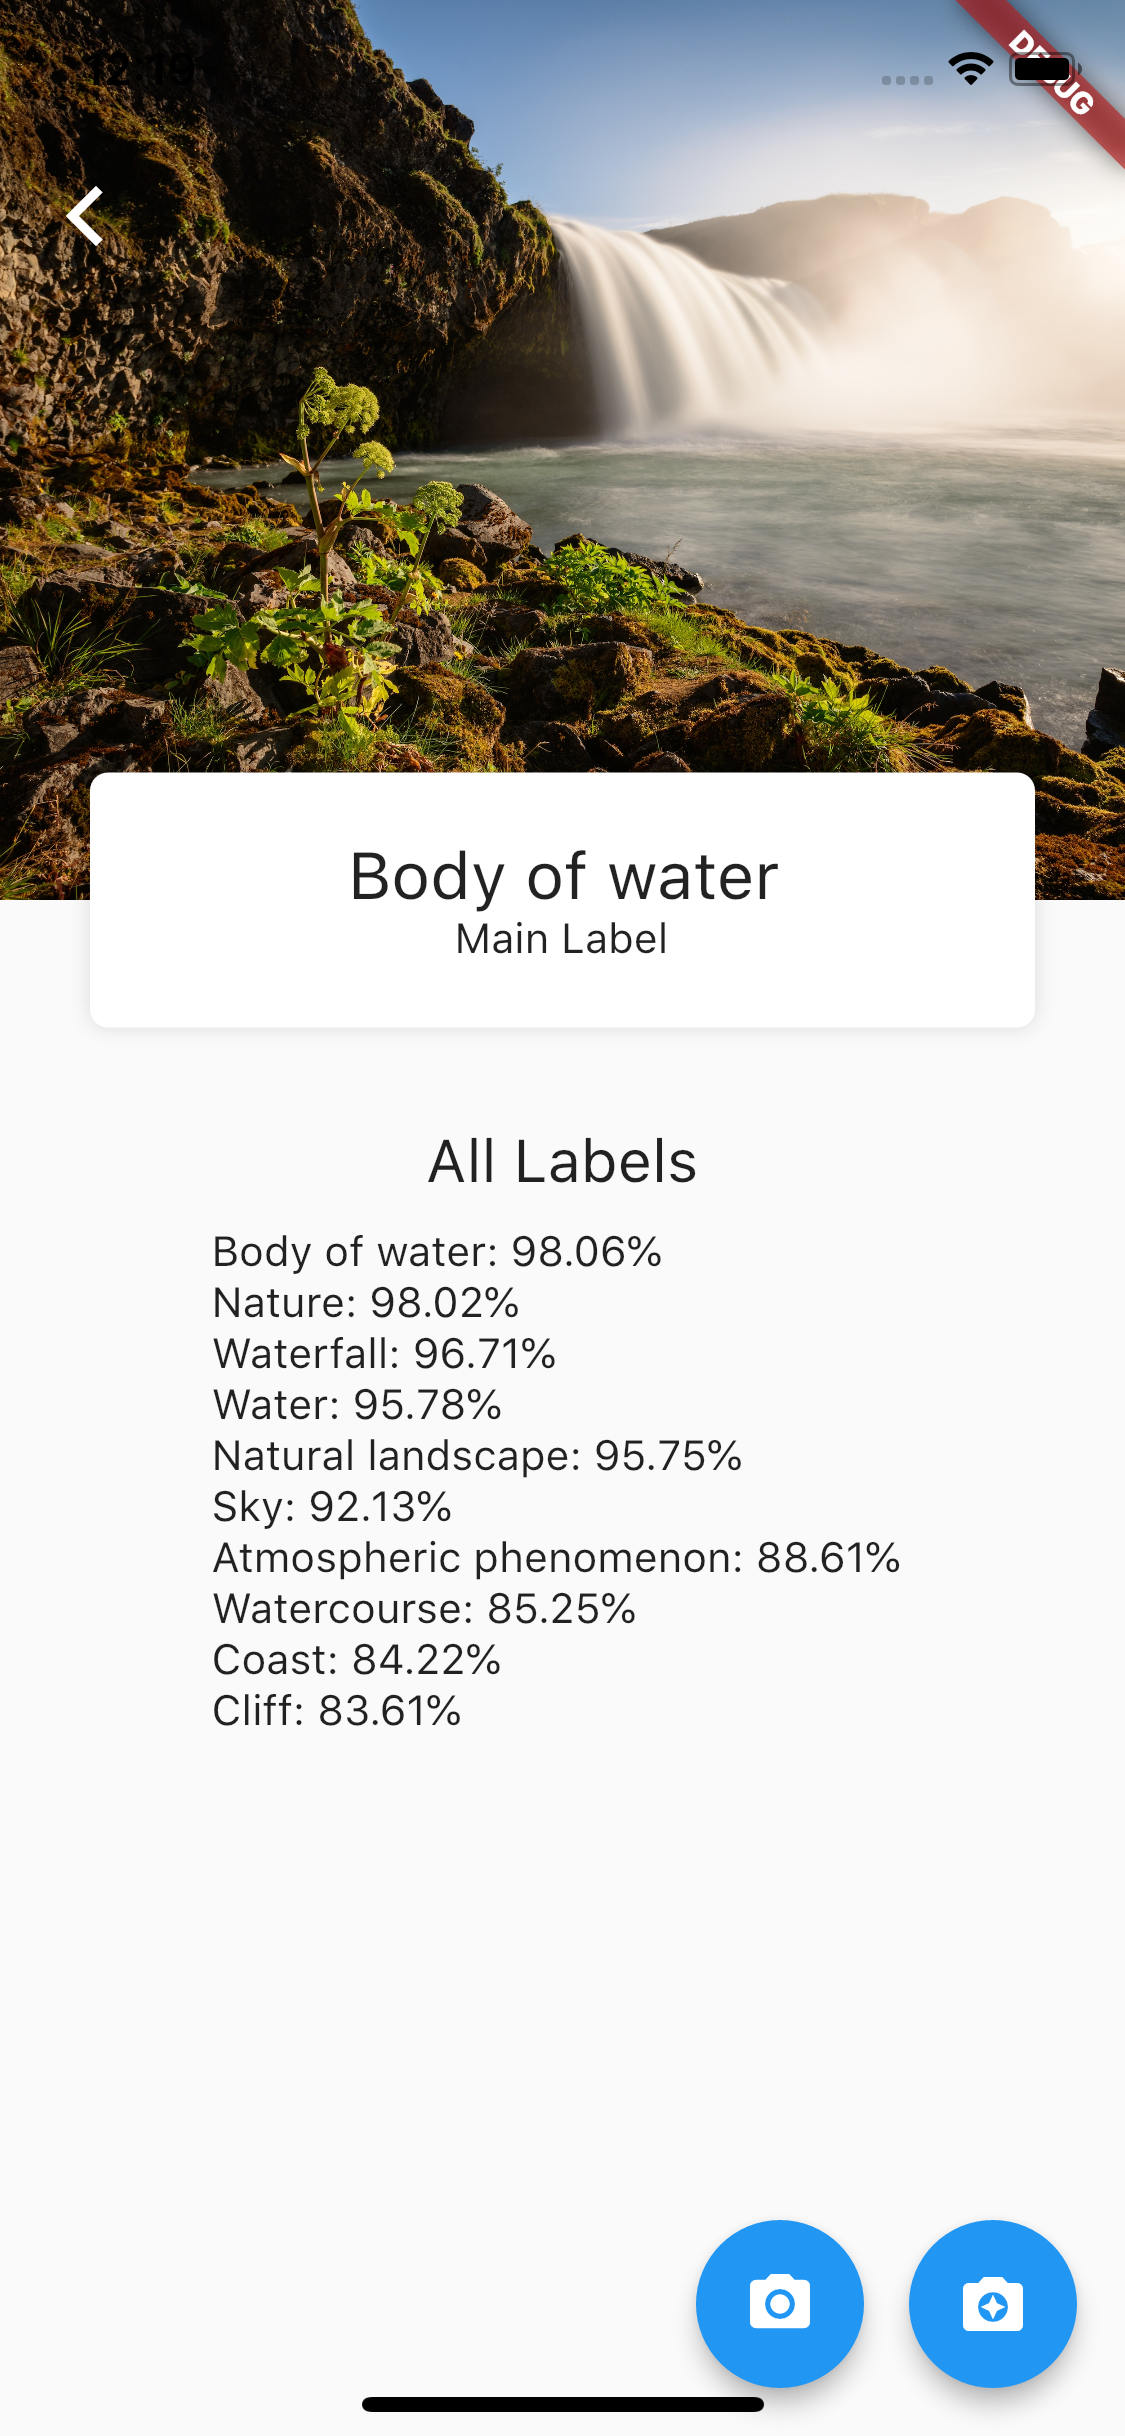 12:19
DEBUG
Body of water
Main Label
All Labels
Body of water: 98.06%
Nature: 98.02%
Waterfall: 96.71%
Water: 95.78%
Natural landscape: 95.75%
Sky: 92.13%
Atmospheric phenomenon: 88.61%
Watercourse: 85.25%
Coast: 84.22%
Cliff: 83.61%